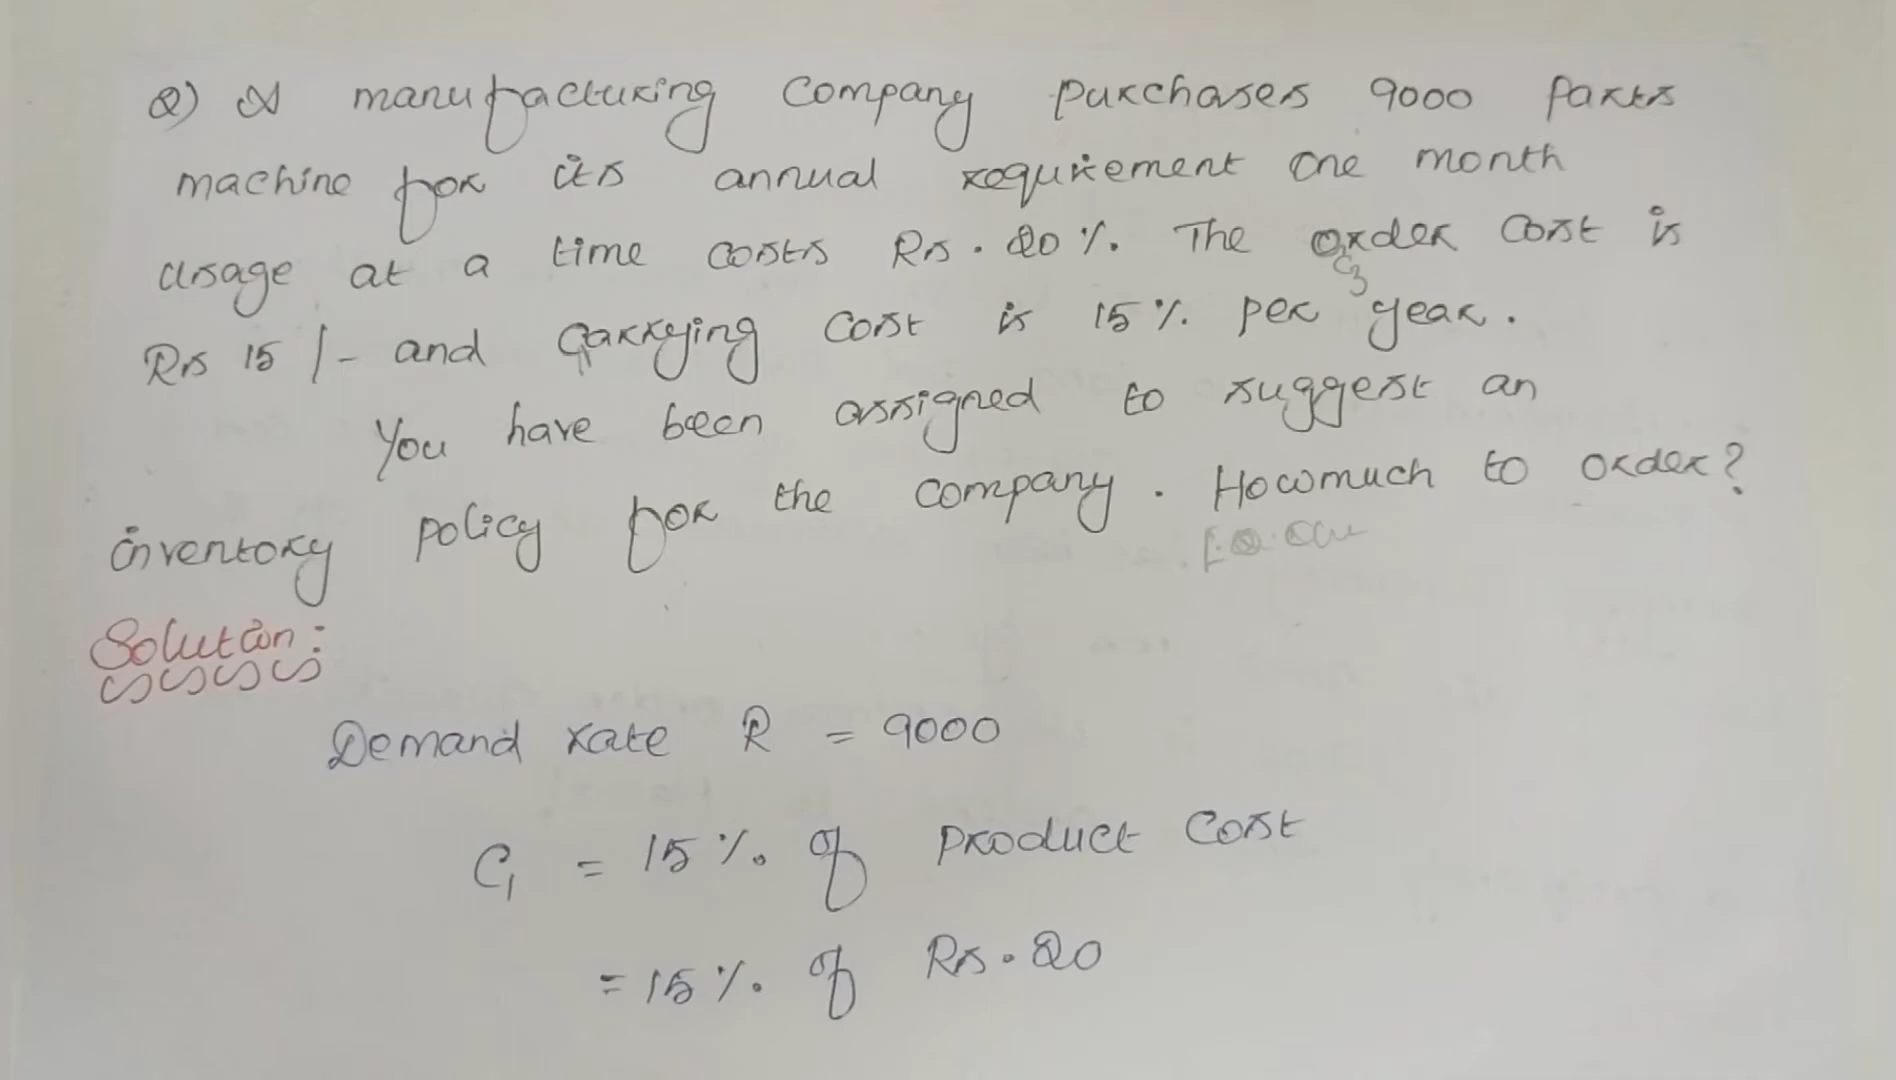 Q) A manufacturing company purchases 9000 parts
machine for its annual requirement one month
usage at a time costs Rs. 20 %. The order cost is
C3
Rs 15 /- and carrying cost is 15 %. per year.
You have been assigned to suggest an
inventory policy for the company. Howmuch to order?
Solution:
Demand rate R = 9000
C1 = 15 %. of product cost
= 15 %. of Rs. 20